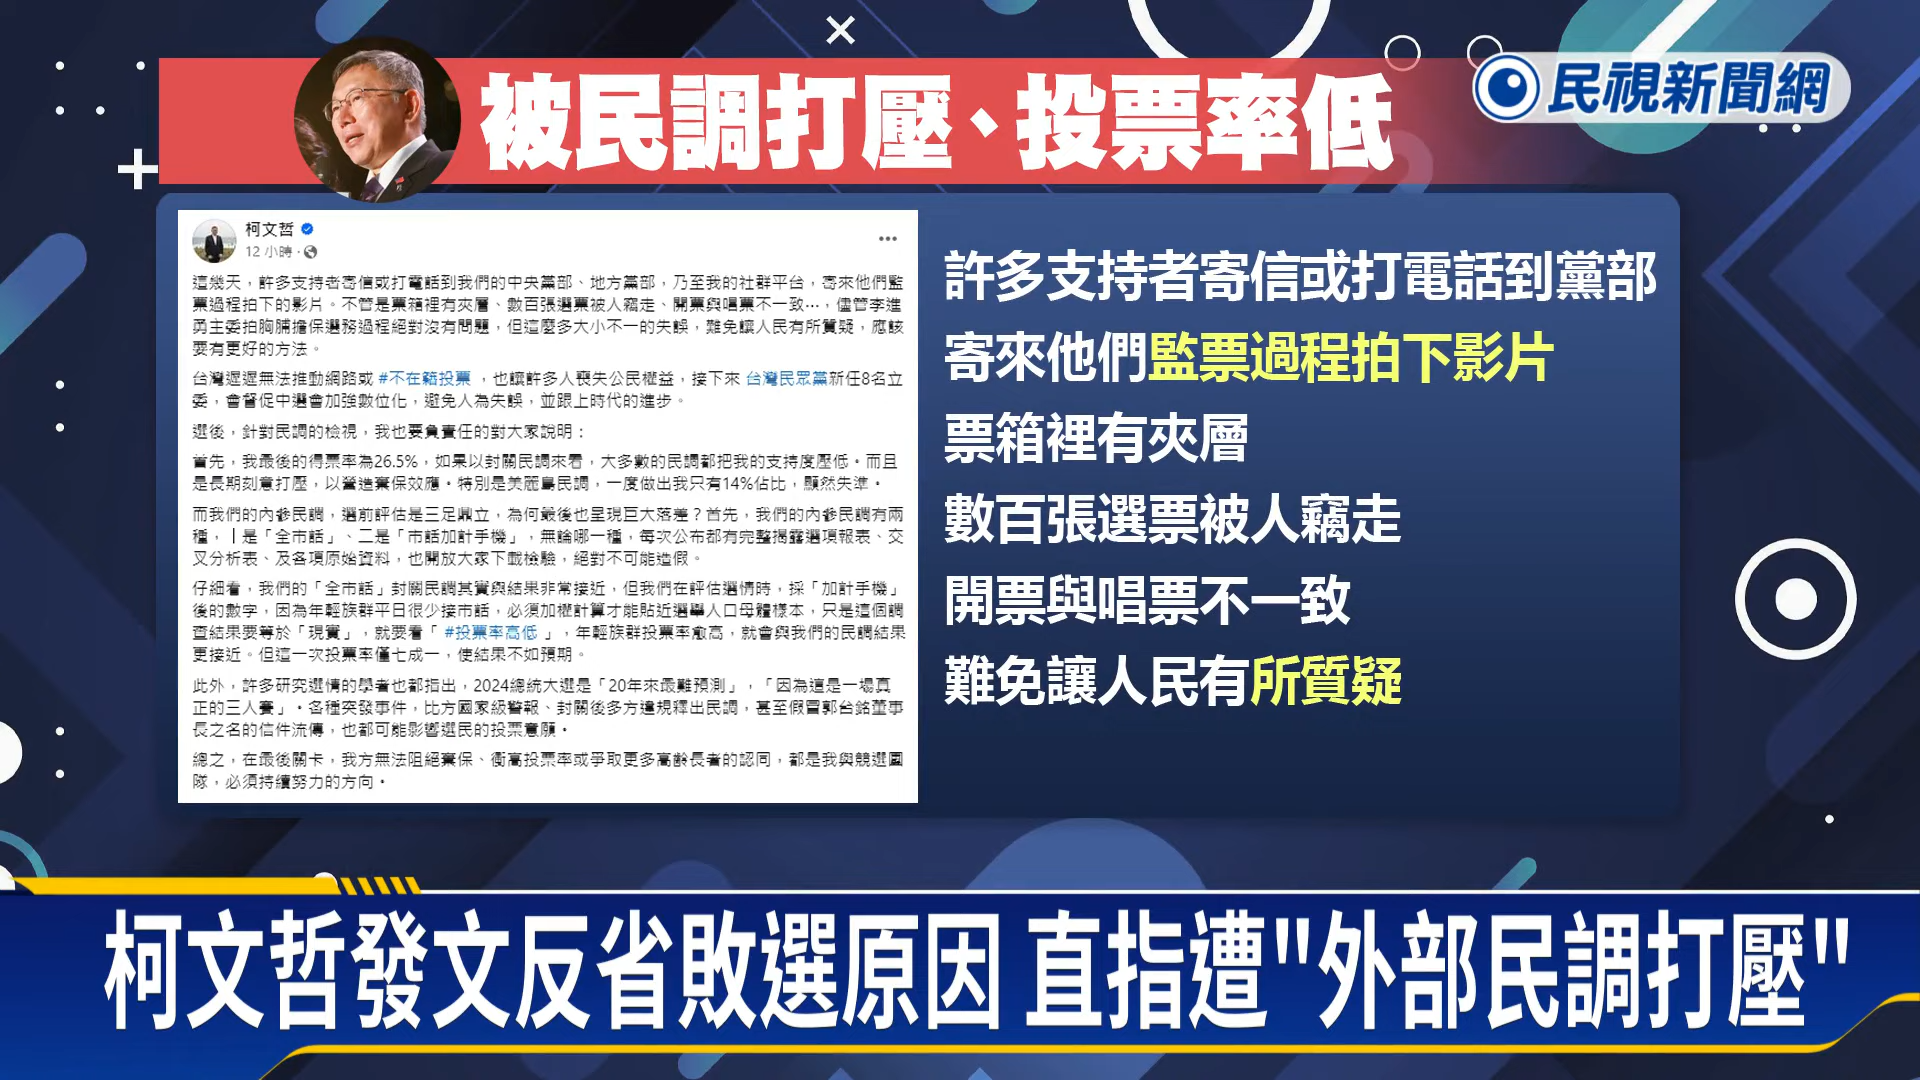 被民調打壓、投票率低
民視新聞網
柯文哲
12 小時
這幾天，許多支持者寄信或打電話到我們的中央黨部、地方黨部，乃至我的社群平台，寄來他們監
票過程拍下的影片。不管是票箱裡有夾層、數百張選票被人竊走、開票與唱票不一致…，儘管李進
勇主委拍胸脯擔保選務過程絕對沒有問題，但這麼多大小不一的失誤，難免讓人民有所質疑，應該
要有更好的方法。
台灣遲遲無法推動網路或 #不在籍投票 ，也讓許多人喪失公民權益，接下來 台灣民眾黨新任8名立
委，會督促中選會加強數位化，避免人為失誤，並跟上時代的進步。
選後，針對民調的檢視，我也要負責任的對大家說明：
首先，我最後的得票率為26.5%，如果以封關民調來看，大多數的民調都把我的支持度壓低。而且
是長期刻意打壓，以營造棄保效應。特別是美麗島民調，一度做出我只有14%佔比，顯然失準。
而我們的內參民調，選前評估是三足鼎立，為何最後也呈現巨大落差？首先，我們的內參民調有兩
種，一是「全市話」、二是「市話加計手機」，無論哪一種，每次公布都有完整揭露選項報表、交
叉分析表、及各項原始資料，也開放大家下載檢驗，絕對不可能造假。
仔細看，我們的「全市話」封關民調其實與結果非常接近，但我們在評估選情時，採「加計手機」
後的數字，因為年輕族群平日很少接市話，必須加權計算才能貼近選舉人口母體樣本，只是這個調
查結果要等於「現實」，就要看「 #投票率高低 」，年輕族群投票率愈高，就會與我們的民調結果
更接近。但這一次投票率僅七成一，使結果不如預期。
此外，許多研究選情的學者也都指出，2024總統大選是「20年來最難預測」，「因為這是一場真
正的三人賽」。各種突發事件，比方國家級警報、封關後多方違規釋出民調，甚至假冒郭台銘董事
長之名的信件流傳，也都可能影響選民的投票意願。
總之，在最後關卡，我方無法阻絕棄保、衝高投票率或爭取更多高齡長者的認同，都是我與競選團
隊，必須持續努力的方向。
許多支持者寄信或打電話到黨部
寄來他們監票過程拍下影片
票箱裡有夾層
數百張選票被人竊走
開票與唱票不一致
難免讓人民有所質疑
柯文哲發文反省敗選原因 直指遭"外部民調打壓"